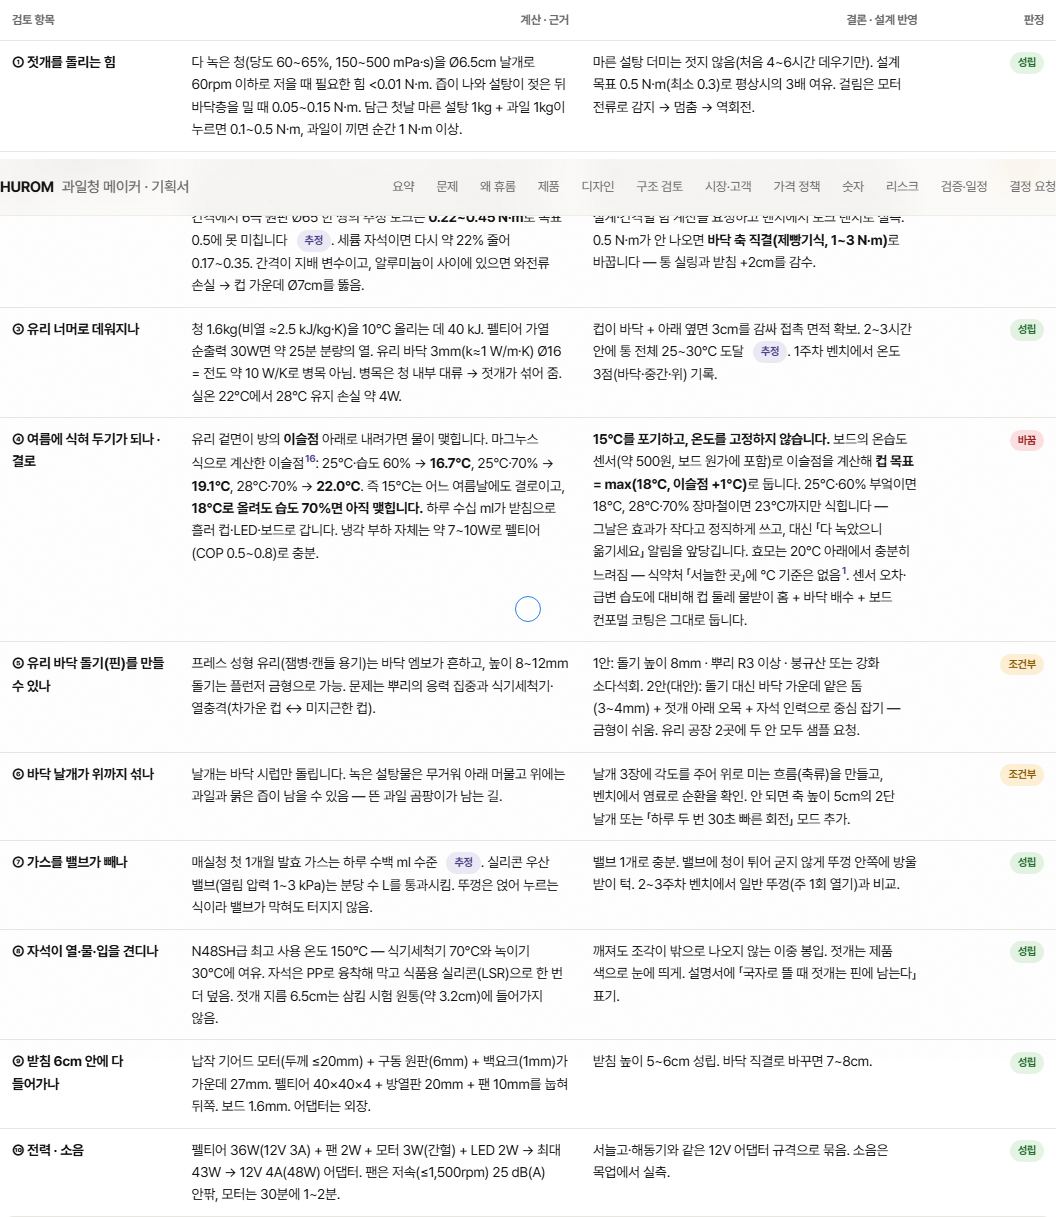 검토 항목
계산 · 근거
결론 · 설계 반영
판정
① 젓개를 돌리는 힘
다 녹은 청(당도 60~65%, 150~500 mPa·s)을 Ø6.5cm 날개로
60rpm 이하로 저을 때 필요한 힘 <0.01 N·m. 즙이 나와 설탕이 젖은 뒤
바닥층을 밀 때 0.05~0.15 N·m. 담근 첫날 마른 설탕 1kg + 과일 1kg이
누르면 0.1~0.5 N·m, 과일이 끼면 순간 1 N·m 이상.
마른 설탕 더미는 젓지 않음(처음 4~6시간 데우기만). 설계
목표 0.5 N·m(최소 0.3)로 평상시의 3배 여유. 걸림은 모터
전류로 감지 → 멈춤 → 역회전.
성립
HUROM 과일청 메이커 · 기획서
요약 문제 왜 휴롬 제품 디자인 구조 검토 시장·고객 가격 정책 숫자 리스크 검증·일정 결정 요청
간격에서 6극 원판 Ø65 한 쌍의 추정 토크는 0.22~0.45 N·m로 목표
0.5에 못 미칩니다 추정 . 세륨 자석이면 다시 약 22% 줄어
0.17~0.35. 간격이 지배 변수이고, 알루미늄이 사이에 있으면 와전류
손실 → 컵 가운데 Ø7cm를 뚫음.
0.5 N·m가 안 나오면 바닥 축 직결(제빵기식, 1~3 N·m)로
바꿉니다 — 통 실링과 받침 +2cm를 감수.
③ 유리 너머로 데워지나
청 1.6kg(비열 ≈2.5 kJ/kg·K)을 10°C 올리는 데 40 kJ. 펠티어 가열
순출력 30W면 약 25분 분량의 열. 유리 바닥 3mm(k≈1 W/m·K) Ø16
= 전도 약 10 W/K로 병목 아님. 병목은 청 내부 대류 → 젓개가 섞어 줌.
실온 22°C에서 28°C 유지 손실 약 4W.
컵이 바닥 + 아래 옆면 3cm를 감싸 접촉 면적 확보. 2~3시간
안에 통 전체 25~30°C 도달 추정 . 1주차 벤치에서 온도
3점(바닥·중간·위) 기록.
성립
④ 여름에 식혀 두기가 되나 ·
결로
유리 겉면이 방의 이슬점 아래로 내려가면 물이 맺힙니다. 마그누스
식으로 계산한 이슬점16: 25°C·습도 60% → 16.7°C, 25°C·70% →
19.1°C, 28°C·70% → 22.0°C. 즉 15°C는 어느 여름날에도 결로이고,
18°C로 올려도 습도 70%면 아직 맺힙니다. 하루 수십 ml가 받침으로
흘러 컵·LED·보드로 갑니다. 냉각 부하 자체는 약 7~10W로 펠티어
(COP 0.5~0.8)로 충분.
15°C를 포기하고, 온도를 고정하지 않습니다. 보드의 온습도
센서(약 500원, 보드 원가에 포함)로 이슬점을 계산해 컵 목표
= max(18°C, 이슬점 +1°C)로 둡니다. 25°C·60% 부엌이면
18°C, 28°C·70% 장마철이면 23°C까지만 식힙니다 —
그날은 효과가 작다고 정직하게 쓰고, 대신 「다 녹았으니
옮기세요」 알림을 앞당깁니다. 효모는 20°C 아래에서 충분히
느려짐 — 식약처 「서늘한 곳」에 °C 기준은 없음1. 센서 오차·
급변 습도에 대비해 컵 둘레 물받이 홈 + 바닥 배수 + 보드
컨포멀 코팅은 그대로 둡니다.
바꿈
⑤ 유리 바닥 돌기(핀)를 만들
수 있나
프레스 성형 유리(잼병·캔들 용기)는 바닥 엠보가 흔하고, 높이 8~12mm
돌기는 플런저 금형으로 가능. 문제는 뿌리의 응력 집중과 식기세척기·
열충격(차가운 컵 ↔ 미지근한 컵).
1안: 돌기 높이 8mm · 뿌리 R3 이상 · 붕규산 또는 강화
소다석회. 2안(대안): 돌기 대신 바닥 가운데 얕은 돔
(3~4mm) + 젓개 아래 오목 + 자석 인력으로 중심 잡기 —
금형이 쉬움. 유리 공장 2곳에 두 안 모두 샘플 요청.
조건부
⑥ 바닥 날개가 위까지 섞나
날개는 바닥 시럽만 돌립니다. 녹은 설탕물은 무거워 아래 머물고 위에는
과일과 묽은 즙이 남을 수 있음 — 뜬 과일 곰팡이가 남는 길.
날개 3장에 각도를 주어 위로 미는 흐름(축류)을 만들고,
벤치에서 염료로 순환을 확인. 안 되면 축 높이 5cm의 2단
날개 또는 「하루 두 번 30초 빠른 회전」 모드 추가.
조건부
⑦ 가스를 밸브가 빼나
매실청 첫 1개월 발효 가스는 하루 수백 ml 수준 추정 . 실리콘 우산
밸브(열림 압력 1~3 kPa)는 분당 수 L를 통과시킴. 뚜껑은 얹어 누르는
식이라 밸브가 막혀도 터지지 않음.
밸브 1개로 충분. 밸브에 청이 튀어 굳지 않게 뚜껑 안쪽에 방울
받이 턱. 2~3주차 벤치에서 일반 뚜껑(주 1회 열기)과 비교.
성립
⑧ 자석이 열·물·입을 견디나
N48SH급 최고 사용 온도 150°C — 식기세척기 70°C와 녹이기
30°C에 여유. 자석은 PP로 융착해 막고 식품용 실리콘(LSR)으로 한 번
더 덮음. 젓개 지름 6.5cm는 삼킴 시험 원통(약 3.2cm)에 들어가지
않음.
깨져도 조각이 밖으로 나오지 않는 이중 봉입. 젓개는 제품
색으로 눈에 띄게. 설명서에 「국자로 뜰 때 젓개는 핀에 남는다」
표기.
성립
⑨ 받침 6cm 안에 다
들어가나
납작 기어드 모터(두께 ≤20mm) + 구동 원판(6mm) + 백요크(1mm)가
가운데 27mm. 펠티어 40×40×4 + 방열판 20mm + 팬 10mm를 눕혀
뒤쪽. 보드 1.6mm. 어댑터는 외장.
받침 높이 5~6cm 성립. 바닥 직결로 바꾸면 7~8cm.
성립
⑩ 전력 · 소음
펠티어 36W(12V 3A) + 팬 2W + 모터 3W(간헐) + LED 2W → 최대
43W → 12V 4A(48W) 어댑터. 팬은 저속(≤1,500rpm) 25 dB(A)
안팎, 모터는 30분에 1~2분.
서늘고·해동기와 같은 12V 어댑터 규격으로 묶음. 소음은
목업에서 실측.
성립